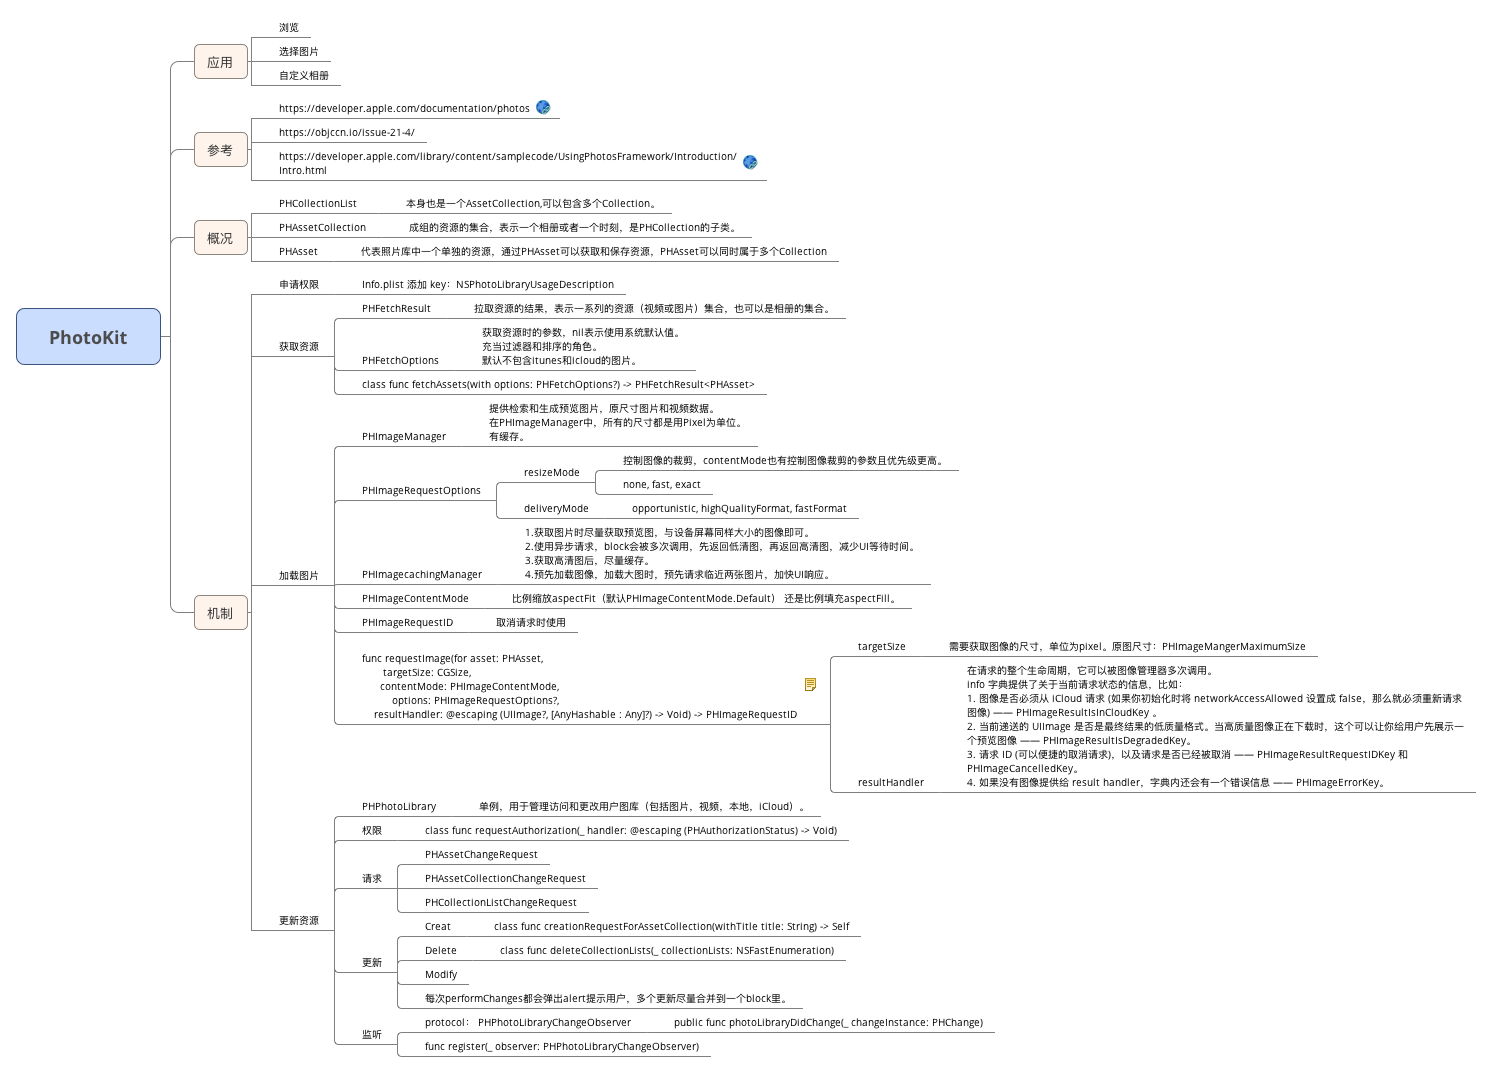 PhotoKit
应用
浏览
选择图片
自定义相册
参考
https://developer.apple.com/documentation/photos
https://objccn.io/issue-21-4/
https://developer.apple.com/library/content/samplecode/UsingPhotosFramework/Introduction/
Intro.html
概况
PHCollectionList 本身也是一个AssetCollection,可以包含多个Collection。
PHAssetCollection 成组的资源的集合，表示一个相册或者一个时刻，是PHCollection的子类。
PHAsset 代表照片库中一个单独的资源，通过PHAsset可以获取和保存资源，PHAsset可以同时属于多个Collection
机制
申请权限 Info.plist 添加 key：NSPhotoLibraryUsageDescription
获取资源
PHFetchResult 拉取资源的结果，表示一系列的资源（视频或图片）集合，也可以是相册的集合。
PHFetchOptions
获取资源时的参数，nil表示使用系统默认值。
充当过滤器和排序的角色。
默认不包含itunes和icloud的图片。
class func fetchAssets(with options: PHFetchOptions?) -> PHFetchResult<PHAsset>
加载图片
PHImageManager
提供检索和生成预览图片，原尺寸图片和视频数据。
在PHImageManager中，所有的尺寸都是用Pixel为单位。
有缓存。
PHImageRequestOptions
resizeMode
控制图像的裁剪，contentMode也有控制图像裁剪的参数且优先级更高。
none, fast, exact
deliveryMode opportunistic, highQualityFormat, fastFormat
PHImagecachingManager
1.获取图片时尽量获取预览图，与设备屏幕同样大小的图像即可。
2.使用异步请求，block会被多次调用，先返回低清图，再返回高清图，减少UI等待时间。
3.获取高清图后，尽量缓存。
4.预先加载图像，加载大图时，预先请求临近两张图片，加快UI响应。
PHImageContentMode 比例缩放aspectFit（默认PHImageContentMode.Default） 还是比例填充aspectFill。
PHImageRequestID 取消请求时使用
func requestImage(for asset: PHAsset,
targetSize: CGSize,
contentMode: PHImageContentMode,
options: PHImageRequestOptions?,
resultHandler: @escaping (UIImage?, [AnyHashable : Any]?) -> Void) -> PHImageRequestID
targetSize 需要获取图像的尺寸，单位为pixel。原图尺寸：PHImageMangerMaximumSize
resultHandler
在请求的整个生命周期，它可以被图像管理器多次调用。
info 字典提供了关于当前请求状态的信息，比如：
1. 图像是否必须从 iCloud 请求 (如果你初始化时将 networkAccessAllowed 设置成 false，那么就必须重新请求
图像) —— PHImageResultIsInCloudKey 。
2. 当前递送的 UIImage 是否是最终结果的低质量格式。当高质量图像正在下载时，这个可以让你给用户先展示一
个预览图像 —— PHImageResultIsDegradedKey。
3. 请求 ID (可以便捷的取消请求)，以及请求是否已经被取消 —— PHImageResultRequestIDKey 和
PHImageCancelledKey。
4. 如果没有图像提供给 result handler，字典内还会有一个错误信息 —— PHImageErrorKey。
更新资源
PHPhotoLibrary 单例，用于管理访问和更改用户图库（包括图片，视频，本地，iCloud）。
权限 class func requestAuthorization(_ handler: @escaping (PHAuthorizationStatus) -> Void)
请求
PHAssetChangeRequest
PHAssetCollectionChangeRequest
PHCollectionListChangeRequest
更新
Creat class func creationRequestForAssetCollection(withTitle title: String) -> Self
Delete class func deleteCollectionLists(_ collectionLists: NSFastEnumeration)
Modify
每次performChanges都会弹出alert提示用户，多个更新尽量合并到一个block里。
监听
protocol： PHPhotoLibraryChangeObserver public func photoLibraryDidChange(_ changeInstance: PHChange)
func register(_ observer: PHPhotoLibraryChangeObserver)